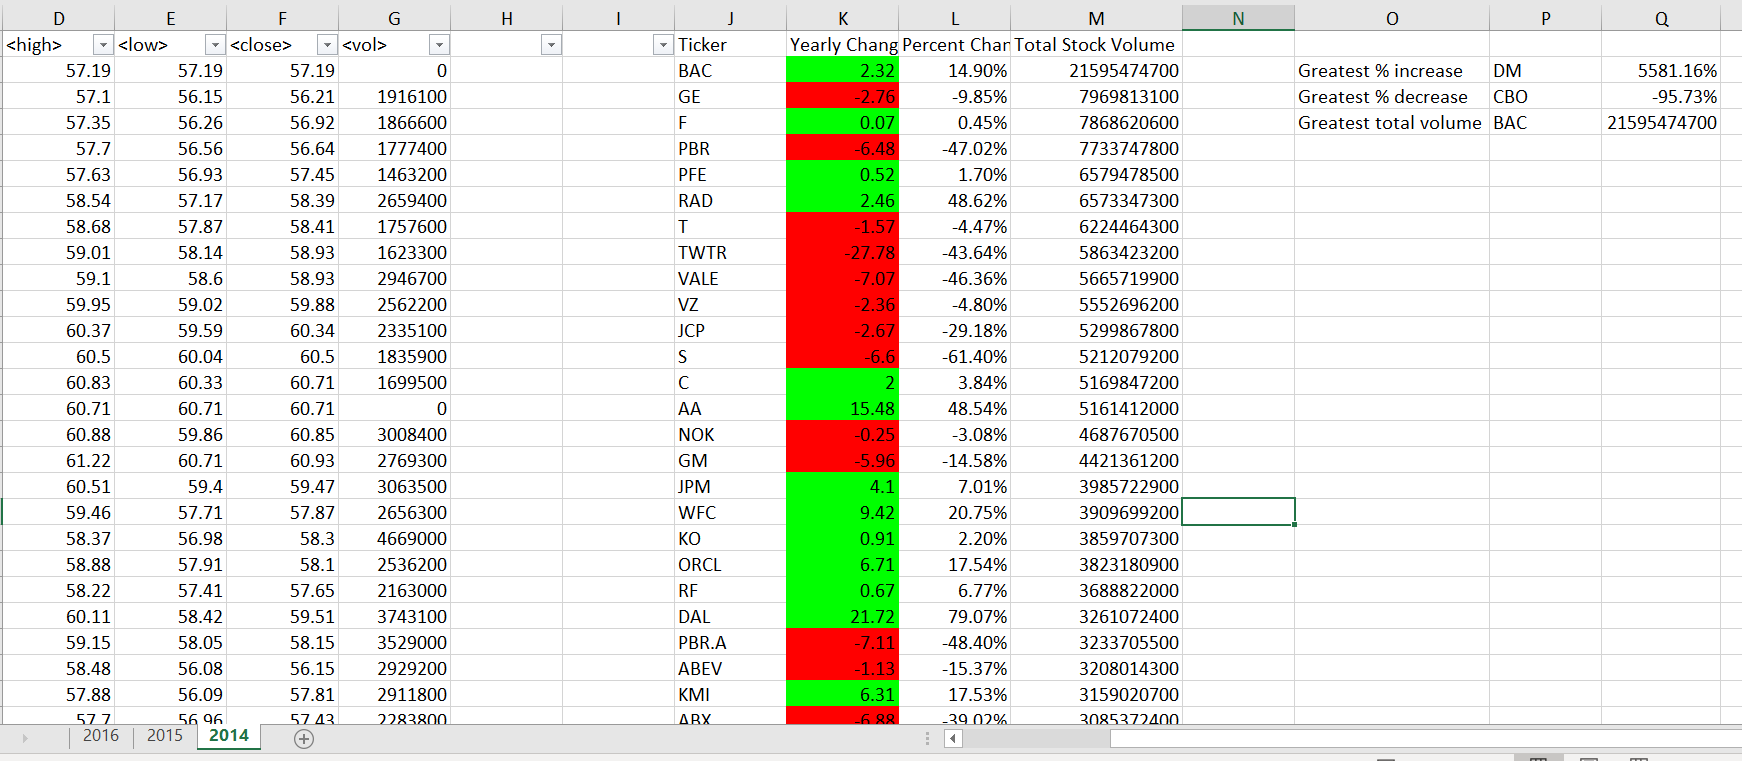 D E F G H I J K L M N O P Q
<high> <low> <close> <vol> Ticker Yearly Chang Percent Char Total Stock Volume
57.19 57.19 57.19 0 BAC 2.32 14.90% 21595474700 Greatest % increase DM 5581.16%
57.1 56.15 56.21 1916100 GE -2.76 -9.85% 7969813100 Greatest % decrease CBO -95.73%
57.35 56.26 56.92 1866600 F 0.07 0.45% 7868620600 Greatest total volume BAC 21595474700
57.7 56.56 56.64 1777400 PBR -6.48 -47.02% 7733747800
57.63 56.93 57.45 1463200 PFE 0.52 1.70% 6579478500
58.54 57.17 58.39 2659400 RAD 2.46 48.62% 6573347300
58.68 57.87 58.41 1757600 T -1.57 -4.47% 6224464300
59.01 58.14 58.93 1623300 TWTR -27.78 -43.64% 5863423200
59.1 58.6 58.93 2946700 VALE -7.07 -46.36% 5665719900
59.95 59.02 59.88 2562200 VZ -2.36 -4.80% 5552696200
60.37 59.59 60.34 2335100 JCP -2.67 -29.18% 5299867800
60.5 60.04 60.5 1835900 S -6.6 -61.40% 5212079200
60.83 60.33 60.71 1699500 C 2 3.84% 5169847200
60.71 60.71 60.71 0 AA 15.48 48.54% 5161412000
60.88 59.86 60.85 3008400 NOK -0.25 -3.08% 4687670500
61.22 60.71 60.93 2769300 GM -5.96 -14.58% 4421361200
60.51 59.4 59.47 3063500 JPM 4.1 7.01% 3985722900
59.46 57.71 57.87 2656300 WFC 9.42 20.75% 3909699200
58.37 56.98 58.3 4669000 KO 0.91 2.20% 3859707300
58.88 57.91 58.1 2536200 ORCL 6.71 17.54% 3823180900
58.22 57.41 57.65 2163000 RF 0.67 6.77% 3688822000
60.11 58.42 59.51 3743100 DAL 21.72 79.07% 3261072400
59.15 58.05 58.15 3529000 PBR.A -7.11 -48.40% 3233705500
58.48 56.08 56.15 2929200 ABEV -1.13 -15.37% 3208014300
57.88 56.09 57.81 2911800 KMI 6.31 17.53% 3159020700
57.7 56.96 57.43 2283800 ABX -6.88 -39.02% 3085372400
2016 2015 2014